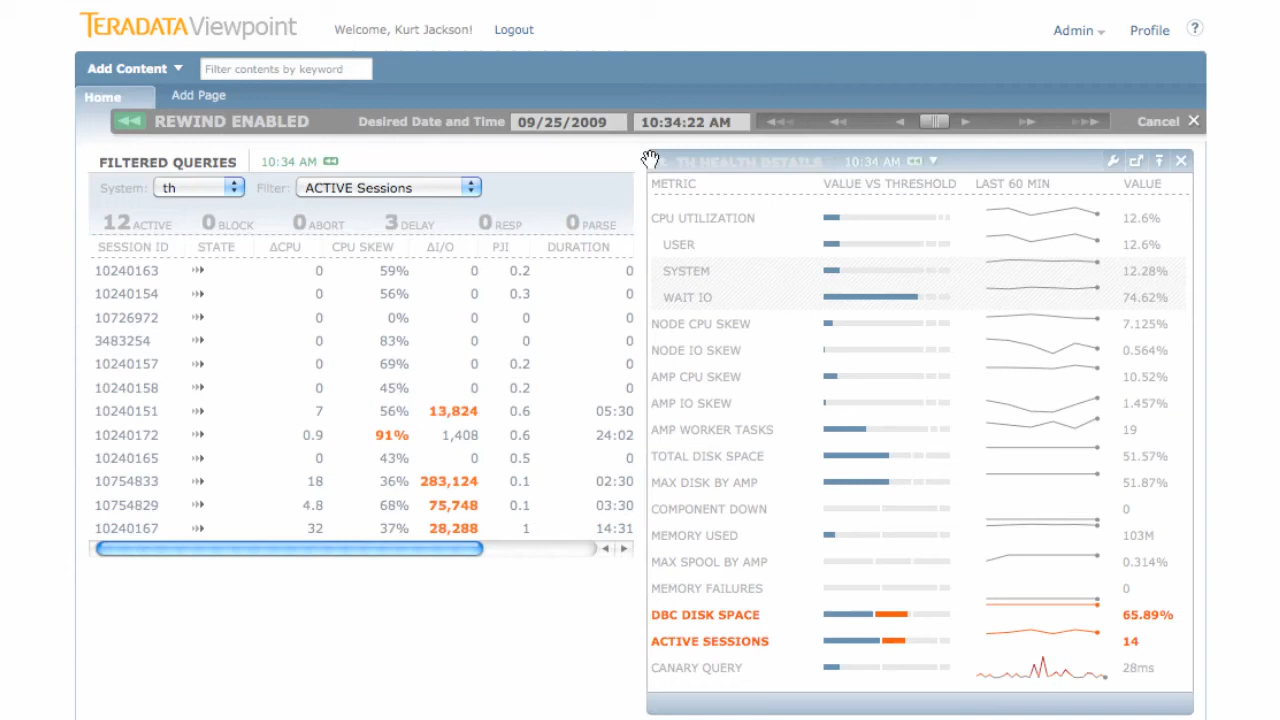 TERADATA Viewpoint Welcome, Kurt Jackson! Logout Admin Profile ?
Add Content Filter contents by keyword
Home Add Page
REWIND ENABLED Desired Date and Time 09/25/2009 10:34:22 AM Cancel X
FILTERED QUERIES 10:34 AM
System: th Filter: ACTIVE Sessions
12 ACTIVE 0 BLOCK 0 ABORT 3 DELAY 0 RESP 0 PARSE
SESSION ID STATE ΔCPU CPU SKEW ΔI/O PJI DURATION
10240163 0 59% 0 0.2 0
10240154 0 56% 0 0.3 0
10726972 0 0% 0 0 0
3483254 0 83% 0 0 0
10240157 0 69% 0 0.2 0
10240158 0 45% 0 0.2 0
10240151 7 56% 13,824 0.6 05:30
10240172 0.9 91% 1,408 0.6 24:02
10240165 0 43% 0 0.5 0
10754833 18 36% 283,124 0.1 02:30
10754829 4.8 68% 75,748 0.1 03:30
10240167 32 37% 28,288 1 14:31
TH HEALTH DETAILS 10:34 AM
METRIC VALUE VS THRESHOLD LAST 60 MIN VALUE
CPU UTILIZATION 12.6%
USER 12.6%
SYSTEM 12.28%
WAIT IO 74.62%
NODE CPU SKEW 7.125%
NODE IO SKEW 0.564%
AMP CPU SKEW 10.52%
AMP IO SKEW 1.457%
AMP WORKER TASKS 19
TOTAL DISK SPACE 51.57%
MAX DISK BY AMP 51.87%
COMPONENT DOWN 0
MEMORY USED 103M
MAX SPOOL BY AMP 0.314%
MEMORY FAILURES 0
DBC DISK SPACE 65.89%
ACTIVE SESSIONS 14
CANARY QUERY 28ms